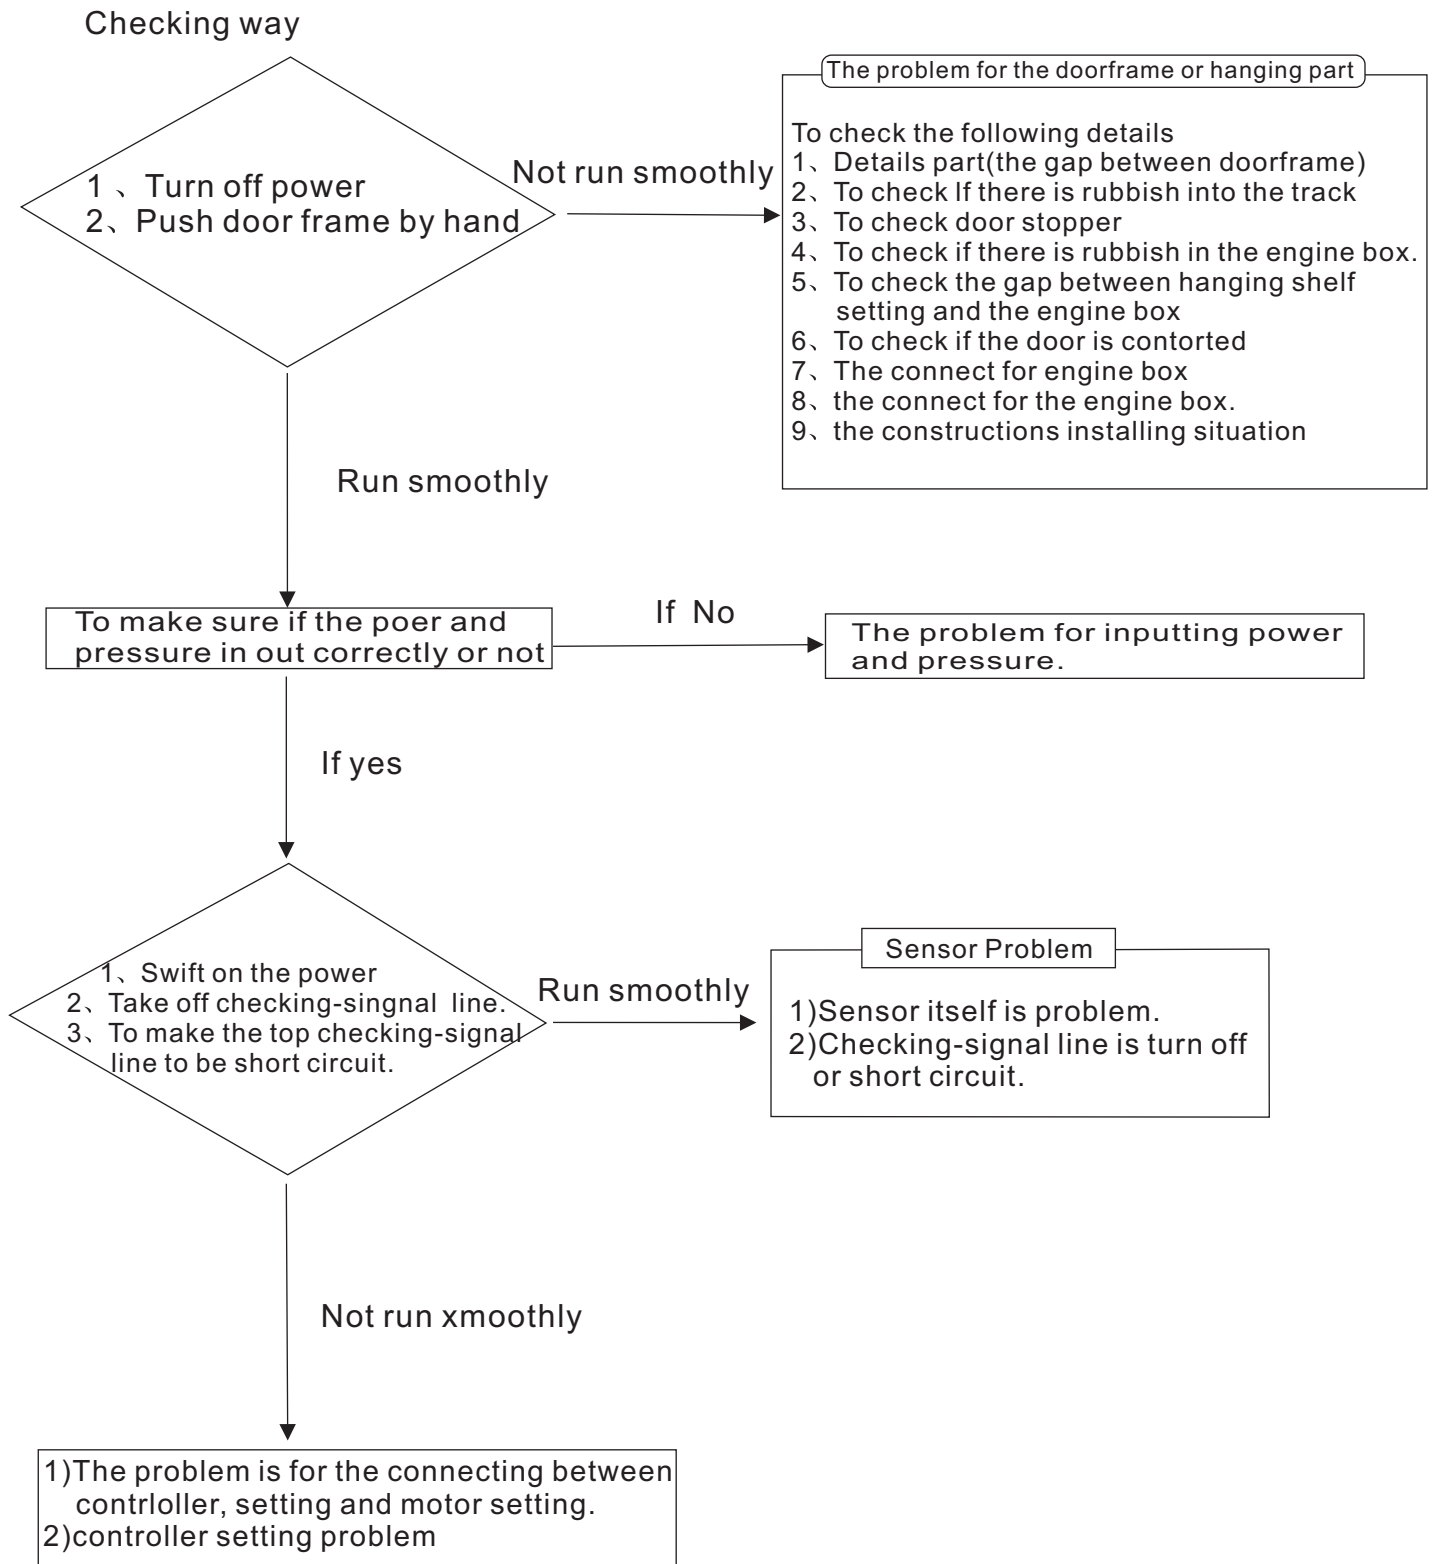 Checking way
1 、Turn off power
2、Push door frame by hand
Not run smoothly
The problem for the doorframe or hanging part
To check the following details
1、Details part(the gap between doorframe)
2、To check If there is rubbish into the track
3、To check door stopper
4、To check if there is rubbish in the engine box.
5、To check the gap between hanging shelf
setting and the engine box
6、To check if the door is contorted
7、The connect for engine box
8、the connect for the engine box.
9、the constructions installing situation
Run smoothly
To make sure if the poer and
pressure in out correctly or not
If No
The problem for inputting power
and pressure.
If yes
1、Swift on the power
2、Take off checking-singnal line.
3、To make the top checking-signal
line to be short circuit.
Run smoothly
Sensor Problem
1)Sensor itself is problem.
2)Checking-signal line is turn off
or short circuit.
Not run xmoothly
1)The problem is for the connecting between
contrloller, setting and motor setting.
2)controller setting problem